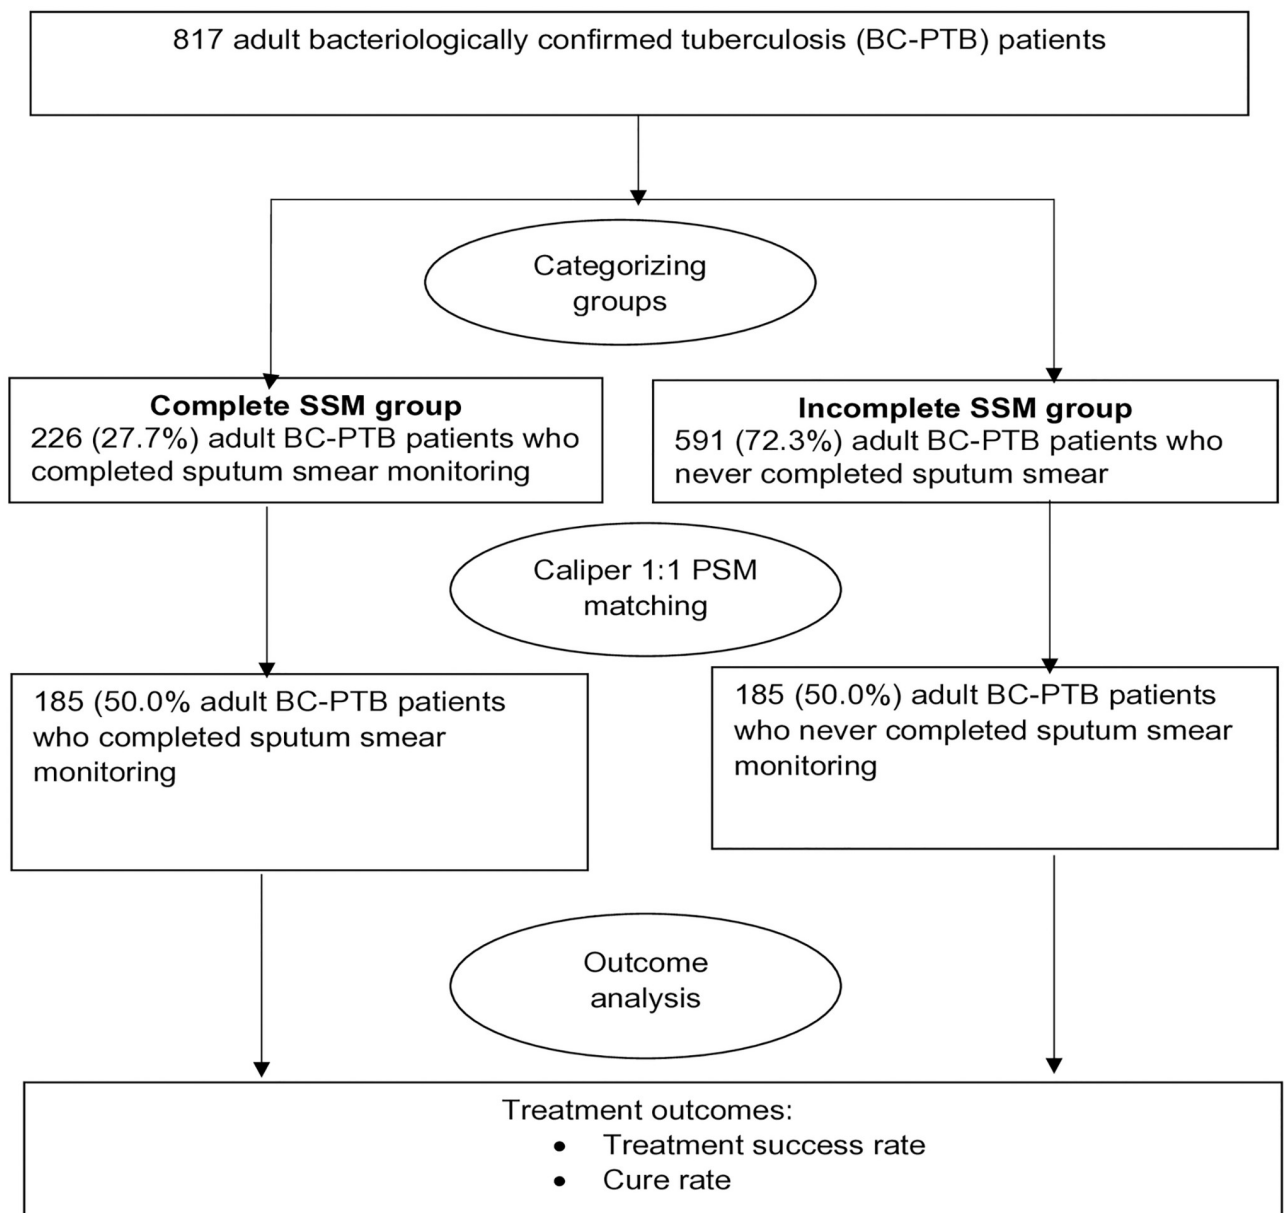 817 adult bacteriologically confirmed tuberculosis (BC-PTB) patients
Categorizing
groups
Complete SSM group
226 (27.7%) adult BC-PTB patients who
completed sputum smear monitoring
Incomplete SSM group
591 (72.3%) adult BC-PTB patients who
never completed sputum smear
Caliper 1:1 PSM
matching
185 (50.0% adult BC-PTB patients
who completed sputum smear
monitoring
185 (50.0%) adult BC-PTB patients
who never completed sputum smear
monitoring
Outcome
analysis
Treatment outcomes:
• Treatment success rate
• Cure rate